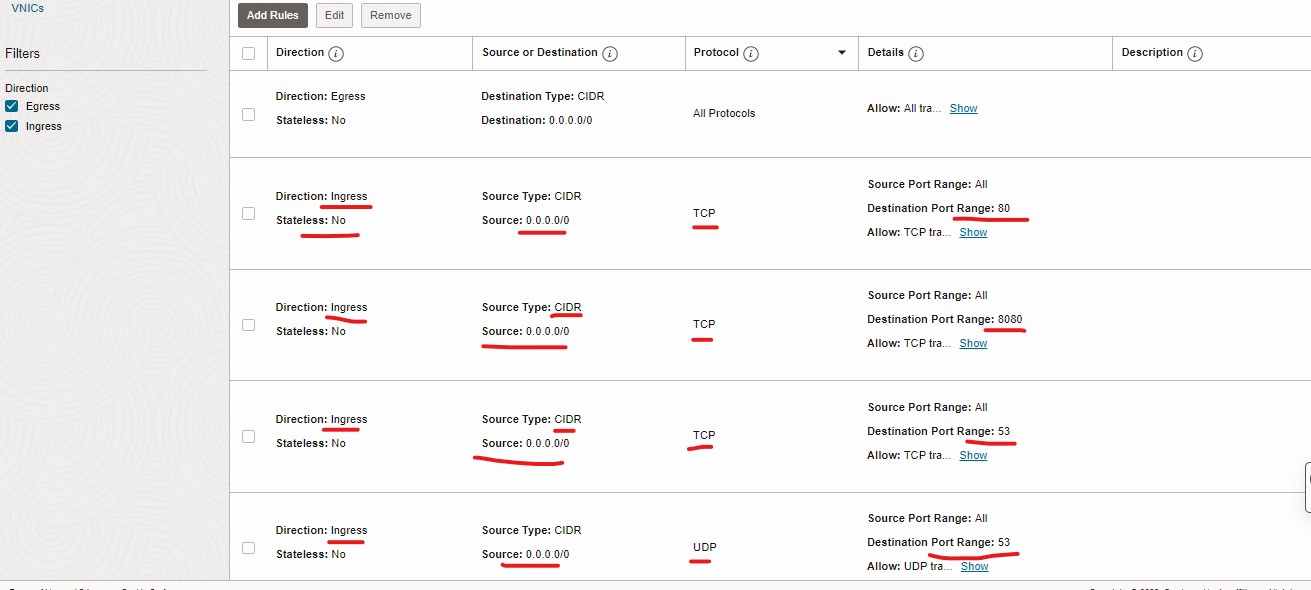 VNICs
Filters
Direction
Egress
Ingress
Add Rules Edit Remove
Direction i Source or Destination i Protocol i Details i Description i
Direction: Egress
Stateless: No
Destination Type: CIDR
Destination: 0.0.0.0/0
All Protocols
Allow: All tra... Show
Direction: Ingress
Stateless: No
Source Type: CIDR
Source: 0.0.0.0/0
TCP
Source Port Range: All
Destination Port Range: 80
Allow: TCP tra... Show
Direction: Ingress
Stateless: No
Source Type: CIDR
Source: 0.0.0.0/0
TCP
Source Port Range: All
Destination Port Range: 8080
Allow: TCP tra... Show
Direction: Ingress
Stateless: No
Source Type: CIDR
Source: 0.0.0.0/0
TCP
Source Port Range: All
Destination Port Range: 53
Allow: TCP tra... Show
Direction: Ingress
Stateless: No
Source Type: CIDR
Source: 0.0.0.0/0
UDP
Source Port Range: All
Destination Port Range: 53
Allow: UDP tra... Show